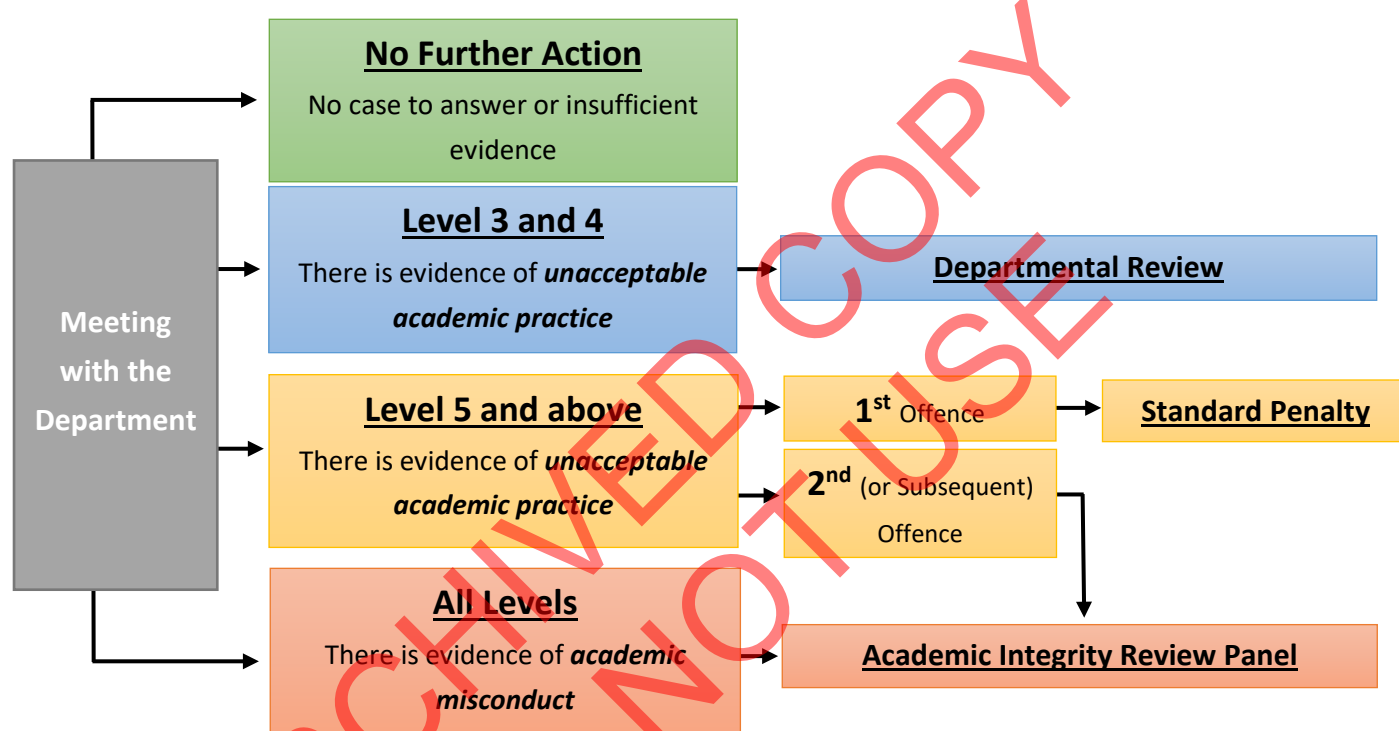 No Further Action
No case to answer or insufficient
evidence
Meeting
with the
Department
Level 3 and 4
There is evidence of unacceptable
academic practice
Departmental Review
Level 5 and above
There is evidence of unacceptable
academic practice
1st Offence
Standard Penalty
2nd (or Subsequent)
Offence
All Levels
There is evidence of academic
misconduct
Academic Integrity Review Panel
CHIVED COPY
NOT USE